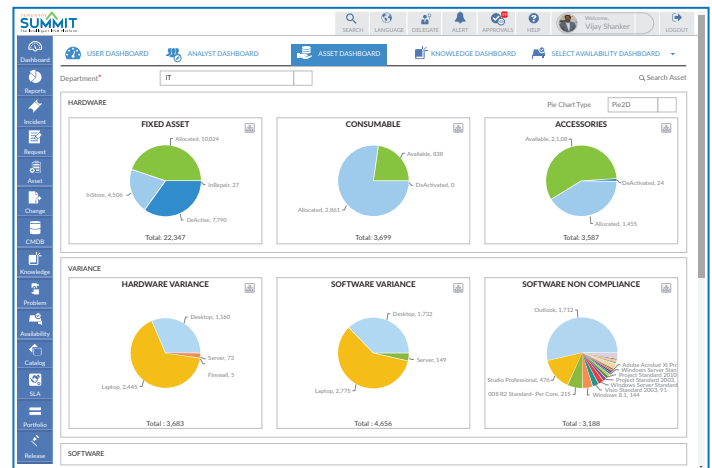 SUMMIT
SEARCH
LANGUAGE
DELEGATE
ALERT
APPROVALS
HELP
Welcome,
Vijay Shanker
LOGOUT
Dashboard
Reports
Incident
Request
Asset
Change
CMDB
Knowledge
Problem
Availability
Catalog
SLA
Portfolio
Release
USER DASHBOARD
ANALYST DASHBOARD
ASSET DASHBOARD
KNOWLEDGE DASHBOARD
SELECT AVAILABILITY DASHBOARD
Department*
IT
Search Asset
HARDWARE
Pie Chart Type
Pie2D
FIXED ASSET
Allocated, 10,024
InRepair, 27
InStore, 4,506
DeActive, 7,790
Total: 22,347
CONSUMABLE
Available, 838
DeActivated, 0
Allocated, 2,861
Total: 3,699
ACCESSORIES
Available, 2,108
DeActivated, 24
Allocated, 1,455
Total: 3,587
VARIANCE
HARDWARE VARIANCE
Desktop, 1,160
Server, 73
Firewall, 5
Laptop, 2,445
Total : 3,683
SOFTWARE VARIANCE
Desktop, 1,732
Server, 149
Laptop, 2,775
Total : 4,656
SOFTWARE NON COMPLIANCE
Outlook, 1,712
Adobe Acrobat XI Pro
Windows Server Stan
Project Standard 2010
Project Standard 2003,
Windows Server Standard
Visio Standard 2003, 91
Windows 8.1, 144
Studio Professional, 476
008 R2 Standard- Per Core, 215
Total : 3,188
SOFTWARE